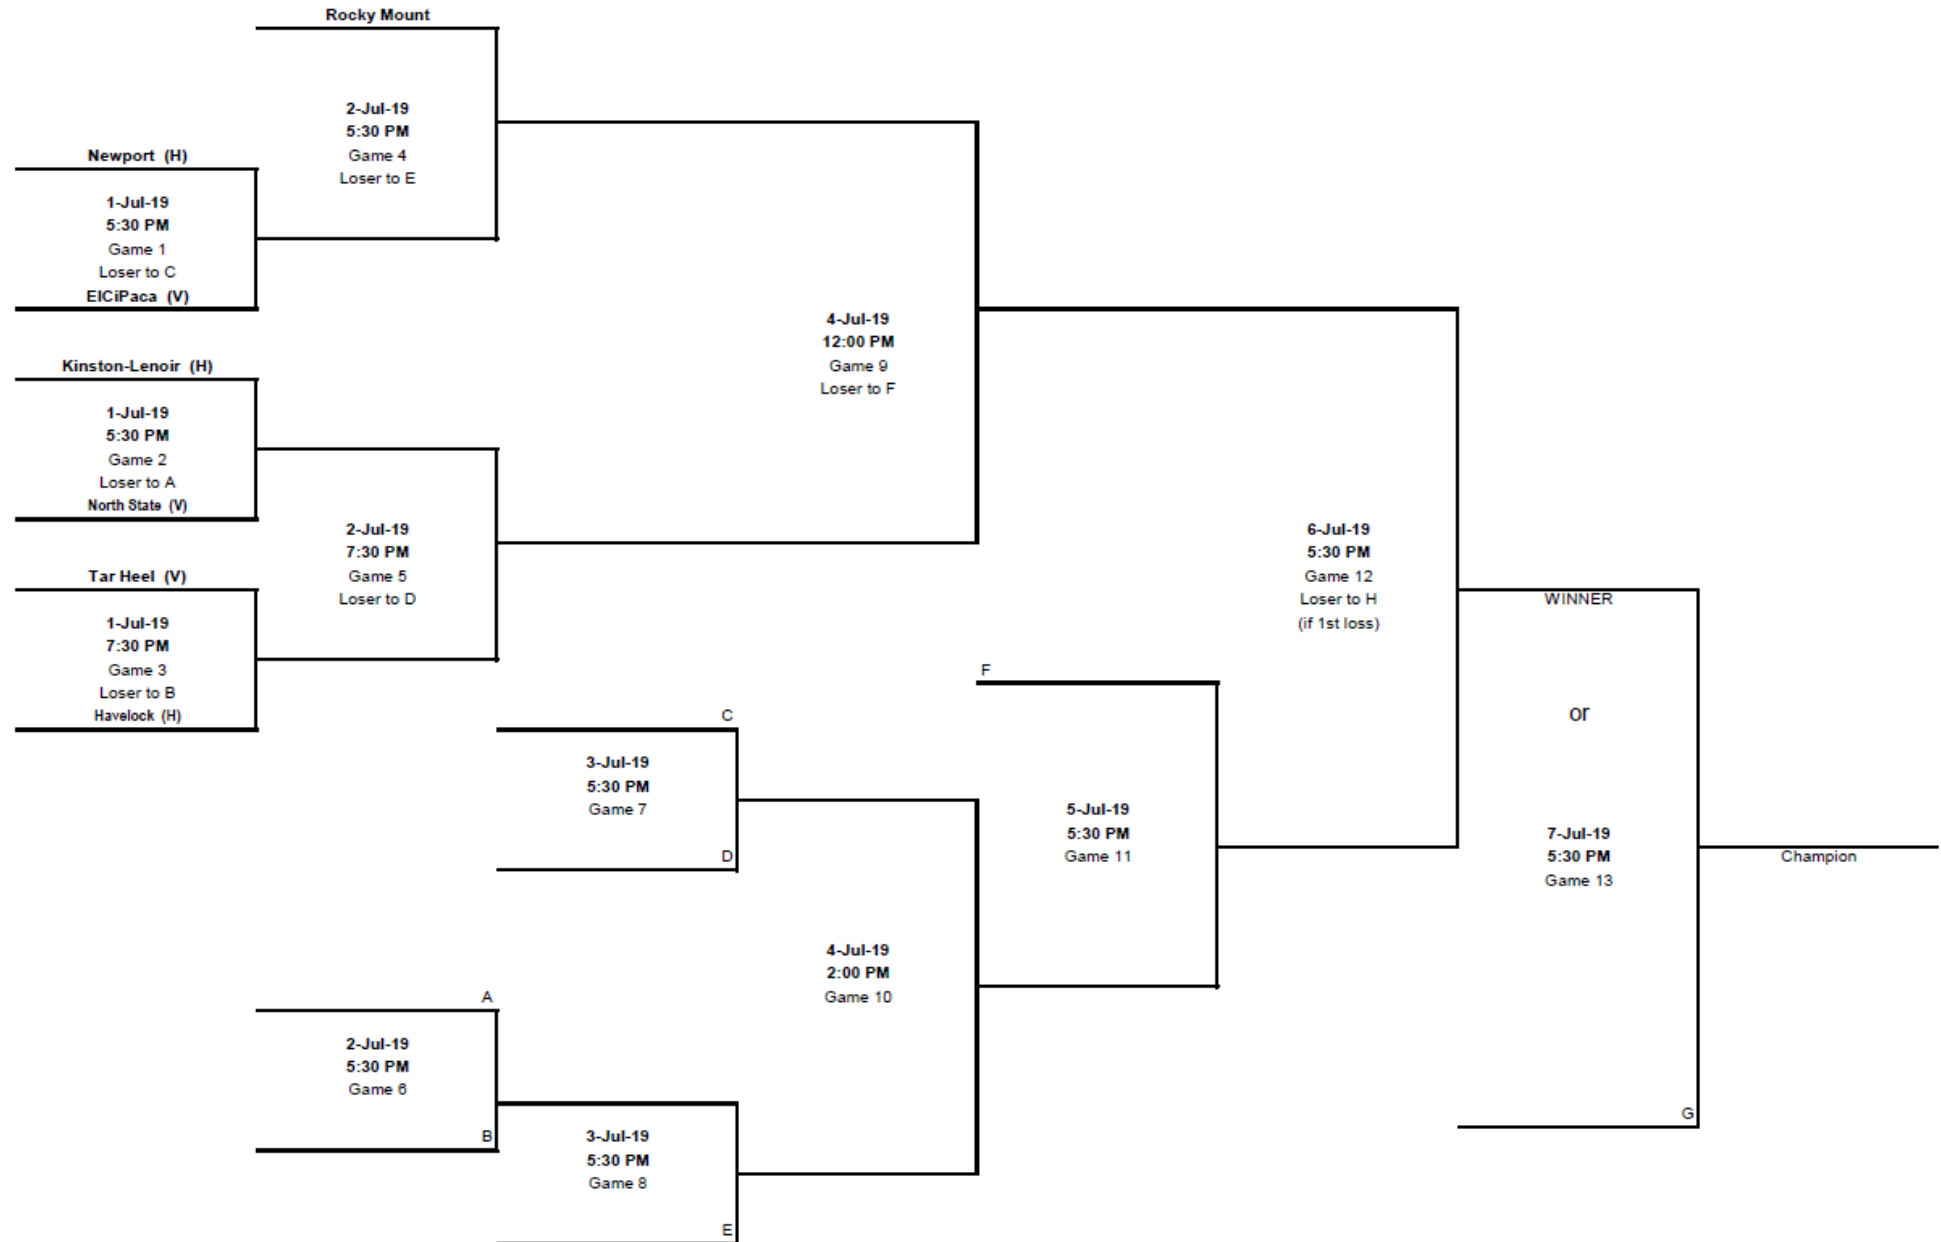 Rocky Mount
2-Jul-19
5:30 PM
Game 4
Loser to E
Newport (H)
1-Jul-19
5:30 PM
Game 1
Loser to C
ElCiPaca (V)
Kinston-Lenoir (H)
1-Jul-19
5:30 PM
Game 2
Loser to A
North State (V)
4-Jul-19
12:00 PM
Game 9
Loser to F
2-Jul-19
7:30 PM
Game 5
Loser to D
Tar Heel (V)
1-Jul-19
7:30 PM
Game 3
Loser to B
Havelock (H)
6-Jul-19
5:30 PM
Game 12
Loser to H
(if 1st loss)
WINNER
or
7-Jul-19
5:30 PM
Game 13
G
Champion
F
5-Jul-19
5:30 PM
Game 11
C
3-Jul-19
5:30 PM
Game 7
D
4-Jul-19
2:00 PM
Game 10
A
2-Jul-19
5:30 PM
Game 6
B
3-Jul-19
5:30 PM
Game 8
E